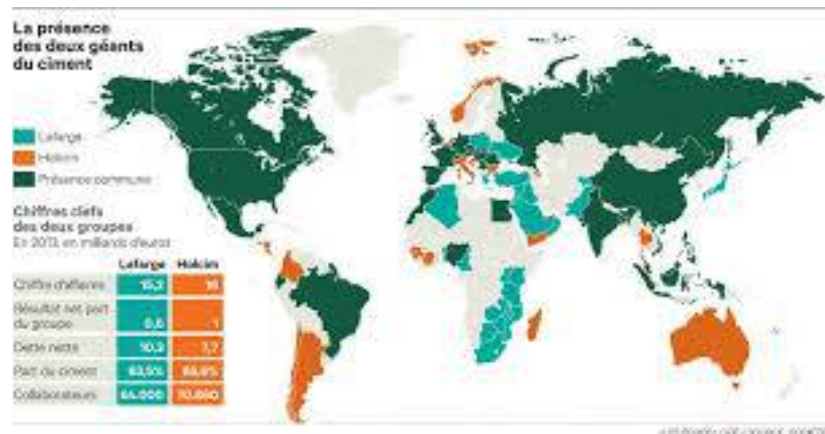 La présence
des deux géants
du ciment
Lafarge
Holcim
Présence commune
Chiffres clefs
des deux groupes
En 2013, en milliards d'euros
Lafarge Holcim
Chiffre d'affaires 15,2 16
Résultat net part
du groupe 0,6 1
Dette nette 10,3 7,7
Part du ciment
Collaborateurs 64.000